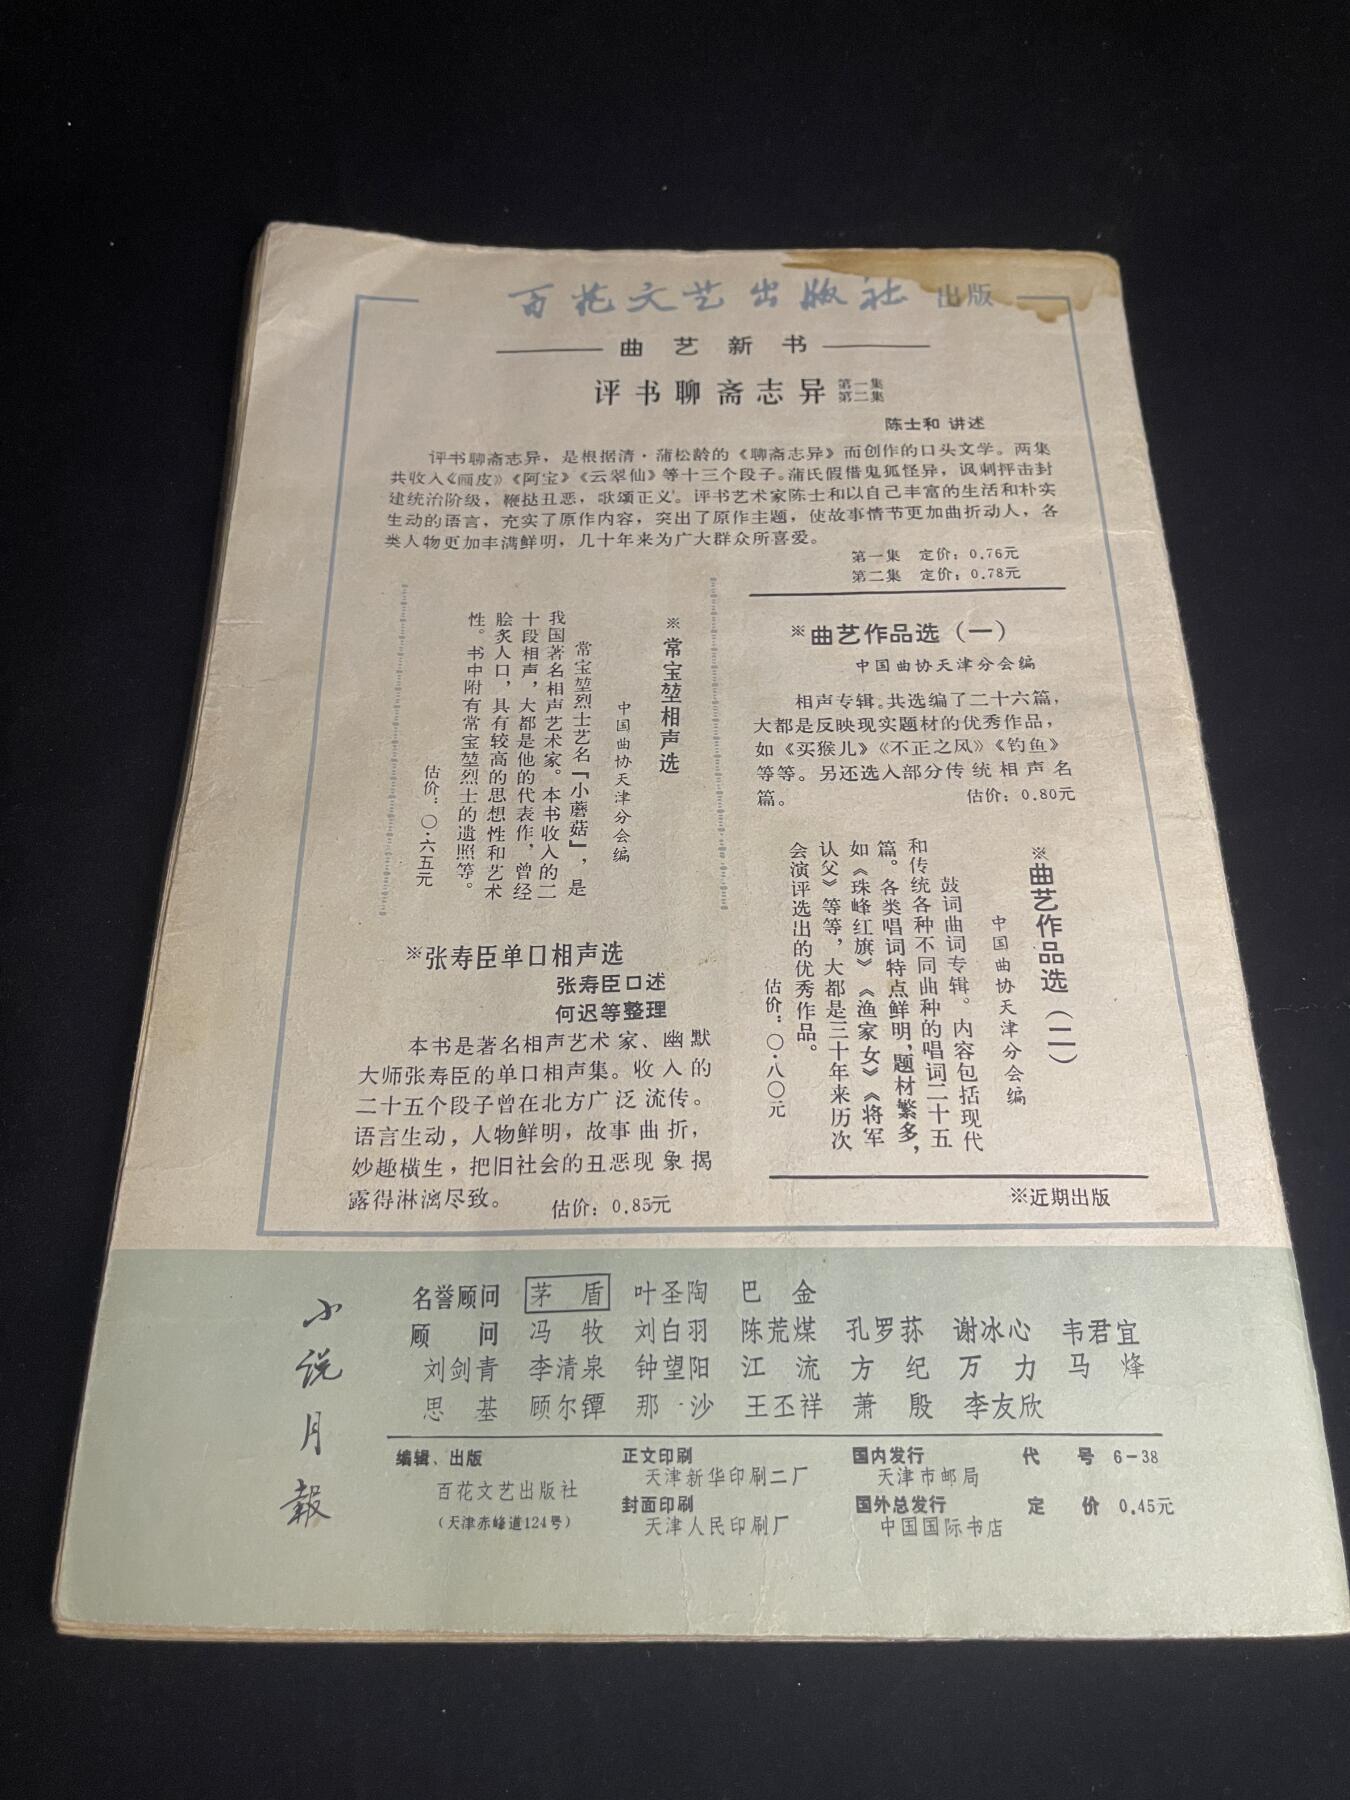 百花文艺出版社 出版
曲艺新书
评书聊斋志异 第一集
第二集
陈士和 讲述
评书聊斋志异，是根据清·蒲松龄的《聊斋志异》而创作的口头文学。两集
共收入《画皮》《阿宝》《云翠仙》等十三个段子。蒲氏假借鬼狐怪异，讽刺抨击封
建统治阶级，鞭挞丑恶，歌颂正义。评书艺术家陈士和以自己丰富的生活和朴实
生动的语言，充实了原作内容，突出了原作主题，使故事情节更加曲折动人，各
类人物更加丰满鲜明，几十年来为广大群众所喜爱。
第一集 定价：0.76元
第二集 定价：0.78元
※曲艺作品选（一）
中国曲协天津分会编
相声专辑。共选编了二十六篇，
大都是反映现实题材的优秀作品，
如《买猴儿》《不正之风》《钓鱼》
等等。另还选入部分传统相声名
篇。 估价：0.80元
※常宝堃相声选
中国曲协天津分会编
常宝堃烈士艺名『小蘑菇』，是
我国著名相声艺术家。本书收入的二
十段相声，大都是他的代表作，曾经
脍炙人口，具有较高的思想性和艺术
性。书中附有常宝堃烈士的遗照等。
估价：〇·六五元
※曲艺作品选（二）
中国曲协天津分会编
鼓词曲词专辑。内容包括现代
和传统各种不同曲种的唱词二十五
篇。各类唱词特点鲜明，题材繁多，
如《珠峰红旗》《渔家女》《将军
认父》等等，大都是三十年来历次
会演评选出的优秀作品。
估价：〇·八〇元
※张寿臣单口相声选
张寿臣口述
何迟等整理
本书是著名相声艺术家、幽默
大师张寿臣的单口相声集。收入的
二十五个段子曾在北方广泛流传。
语言生动，人物鲜明，故事曲折，
妙趣横生，把旧社会的丑恶现象揭
露得淋漓尽致。 估价：0.85元
※近期出版
小说月報
名誉顾问 茅盾 叶圣陶 巴金
顾问 冯牧 刘白羽 陈荒煤 孔罗荪 谢冰心 韦君宜
刘剑青 李清泉 钟望阳 江流 方纪 万力 马烽
思基 顾尔镡 那沙 王丕祥 萧殷 李友欣
编辑、出版
百花文艺出版社
（天津赤峰道124号）
正文印刷
天津新华印刷二厂
封面印刷
天津人民印刷厂
国内发行
天津市邮局
国外总发行
中国国际书店
代号 6-38
定价 0.45元